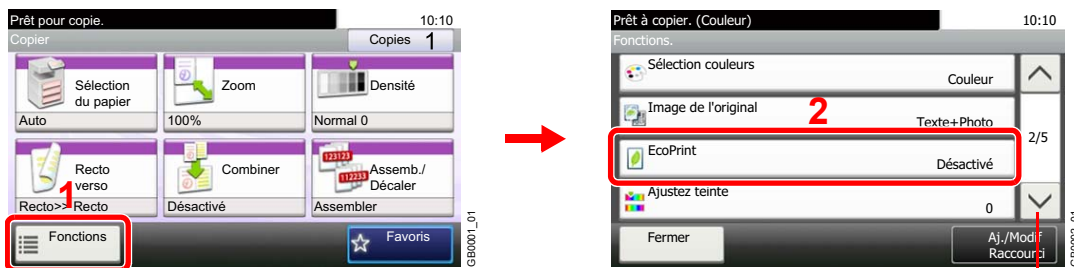 Prêt pour copie. 10:10
Copier Copies 1
Sélection
du papier
Zoom
Densité
Auto 100% Normal 0
Recto
verso
Combiner
Assemb./
Décaler
1
Recto>> Recto Désactivé Assembler
Fonctions Favoris
GB0001_01
Prêt à copier. (Couleur) 10:10
Fonctions.
Sélection couleurs
Couleur
Image de l'original
2
Texte+Photo
2/5
EcoPrint
Désactivé
Ajustez teinte
0
Fermer
Aj./Modif
Raccourci
GB0002_01